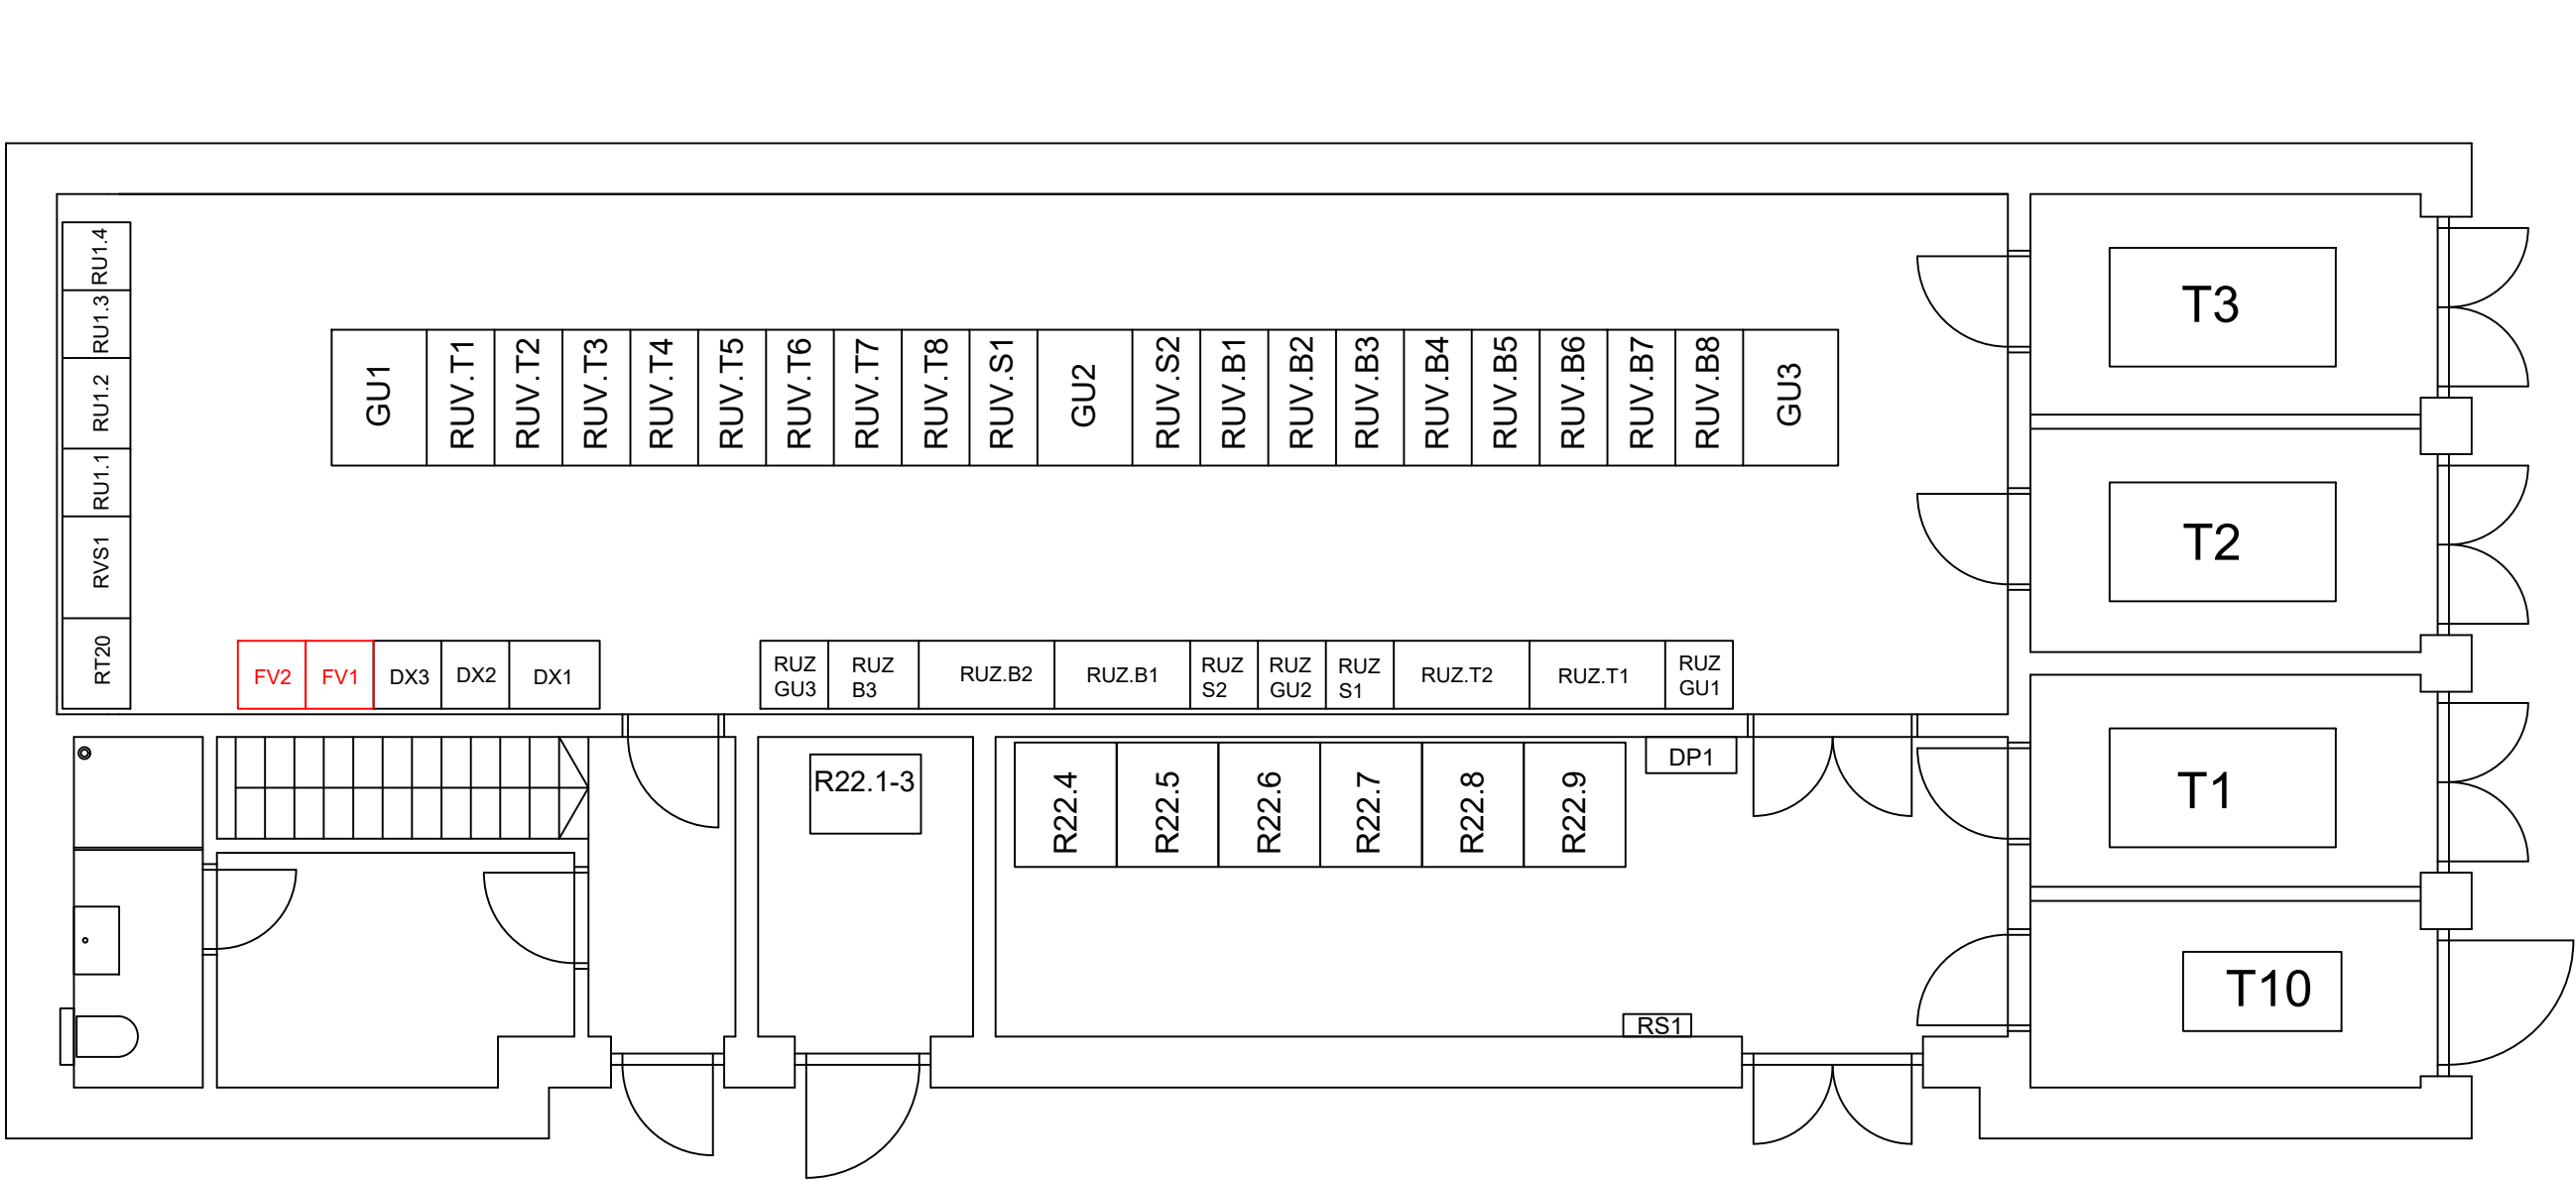 RU1.4
RU1.3
RU1.2
RU1.1
RVS1
RT20
GU1
RUV.T1
RUV.T2
RUV.T3
RUV.T4
RUV.T5
RUV.T6
RUV.T7
RUV.T8
RUV.S1
GU2
RUV.S2
RUV.B1
RUV.B2
RUV.B3
RUV.B4
RUV.B5
RUV.B6
RUV.B7
RUV.B8
GU3
T3
T2
T1
T10
FV2
FV1
DX3
DX2
DX1
RUZ
GU3
RUZ
B3
RUZ.B2
RUZ.B1
RUZ
S2
RUZ
GU2
RUZ
S1
RUZ.T2
RUZ.T1
RUZ
GU1
R22.1-3
R22.4
R22.5
R22.6
R22.7
R22.8
R22.9
DP1
RS1